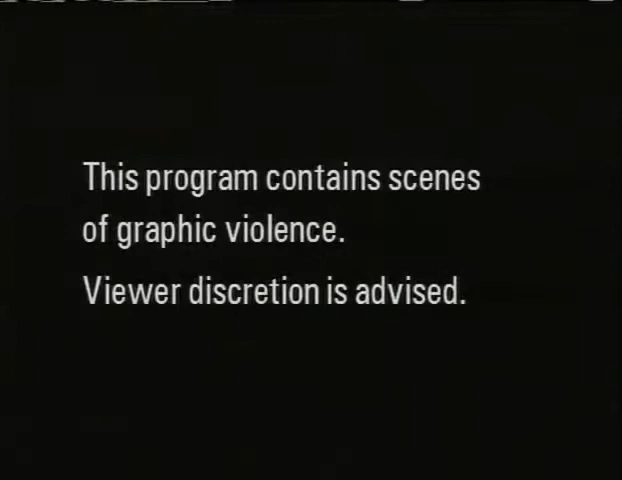 This program contains scenes
of graphic violence.
Viewer discretion is advised.